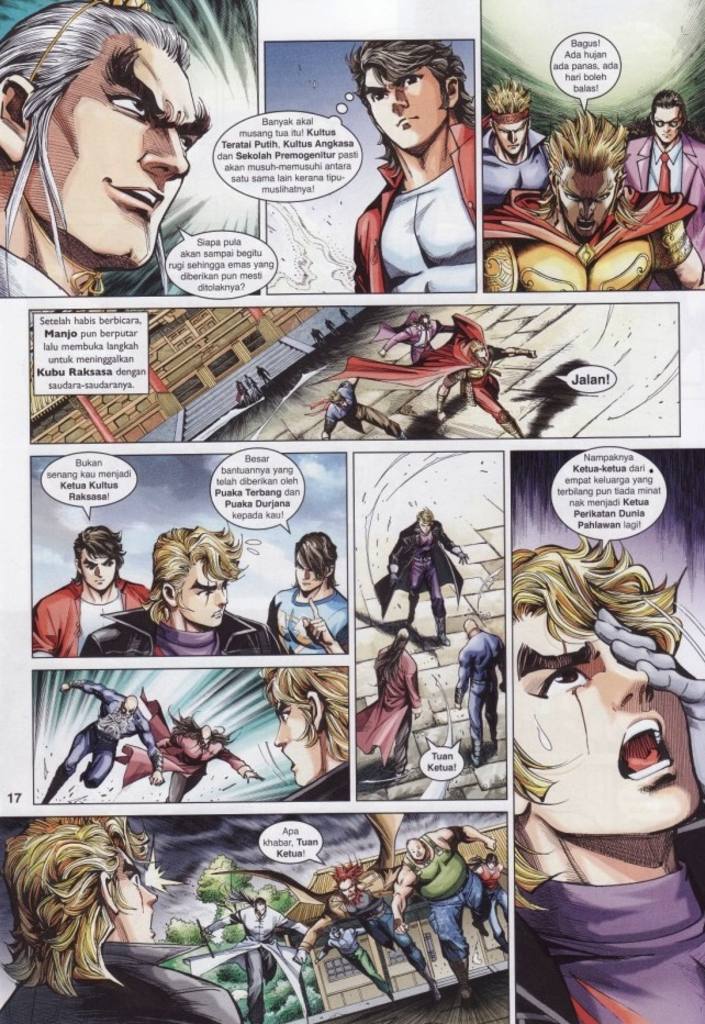 Siapa pula
akan sampai begitu
rugi sehingga emas yang
diberikan pun mesti
ditolaknya?
Banyak akal
musang tua itu! Kultus
Teratai Putih, Kultus Angkasa
dan Sekolah Premogenitur pasti
akan musuh-memusuhi antara
satu sama lain kerana tipu-
muslihatnya!
Bagus!
Ada hujan
ada panas, ada
hari boleh
balas!
Setelah habis berbicara,
Manjo pun berputar
lalu membuka langkah
untuk meninggalkan
Kubu Raksasa dengan
saudara-saudaranya.
Jalan!
Bukan
senang kau menjadi
Ketua Kultus
Raksasa!
Besar
bantuannya yang
telah diberikan oleh
Puaka Terbang dan
Puaka Durjana
kepada kau!
Tuan
Ketua!
Nampaknya
Ketua-ketua dari
empat keluarga yang
terbilang pun tiada minat
nak menjadi Ketua
Perikatan Dunia
Pahlawan lagi!
Apa
khabar, Tuan
Ketua!
17